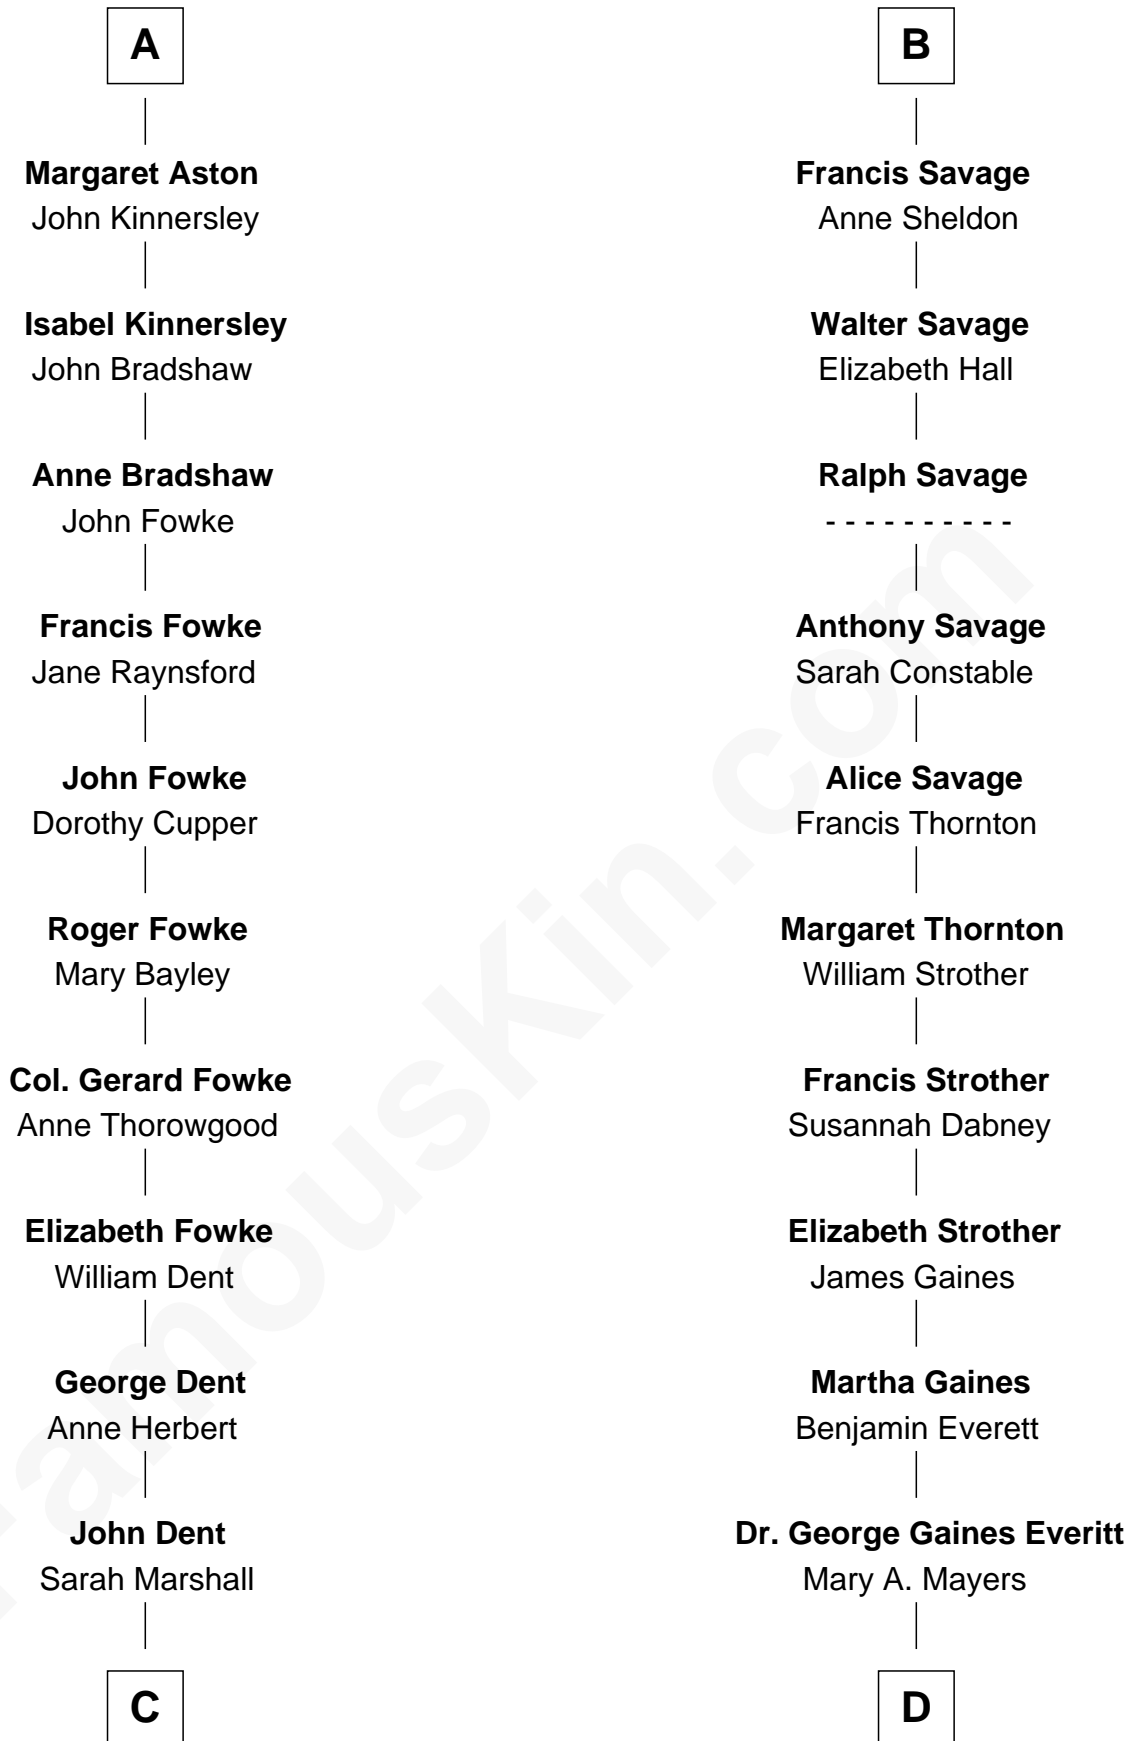 A
Margaret Aston
John Kinnersley
Isabel Kinnersley
John Bradshaw
Anne Bradshaw
John Fowke
Francis Fowke
Jane Raynsford
John Fowke
Dorothy Cupper
Roger Fowke
Mary Bayley
Col. Gerard Fowke
Anne Thorowgood
Elizabeth Fowke
William Dent
George Dent
Anne Herbert
John Dent
Sarah Marshall
C
B
Francis Savage
Anne Sheldon
Walter Savage
Elizabeth Hall
Ralph Savage
- - - - - - - - - -
Anthony Savage
Sarah Constable
Alice Savage
Francis Thornton
Margaret Thornton
William Strother
Francis Strother
Susannah Dabney
Elizabeth Strother
James Gaines
Martha Gaines
Benjamin Everett
Dr. George Gaines Everitt
Mary A. Mayers
D
FamousKin.com